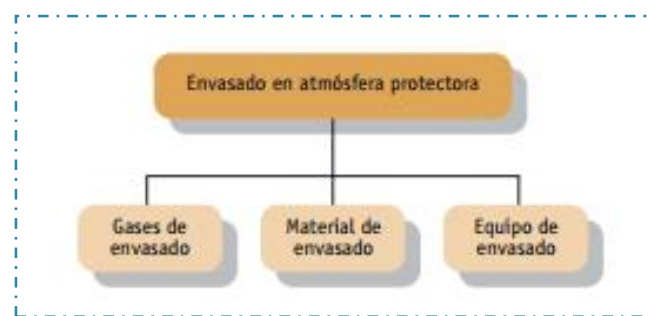 Envasado en atmósfera protectora
Gases de
envasado
Material de
envasado
Equipo de
envasado